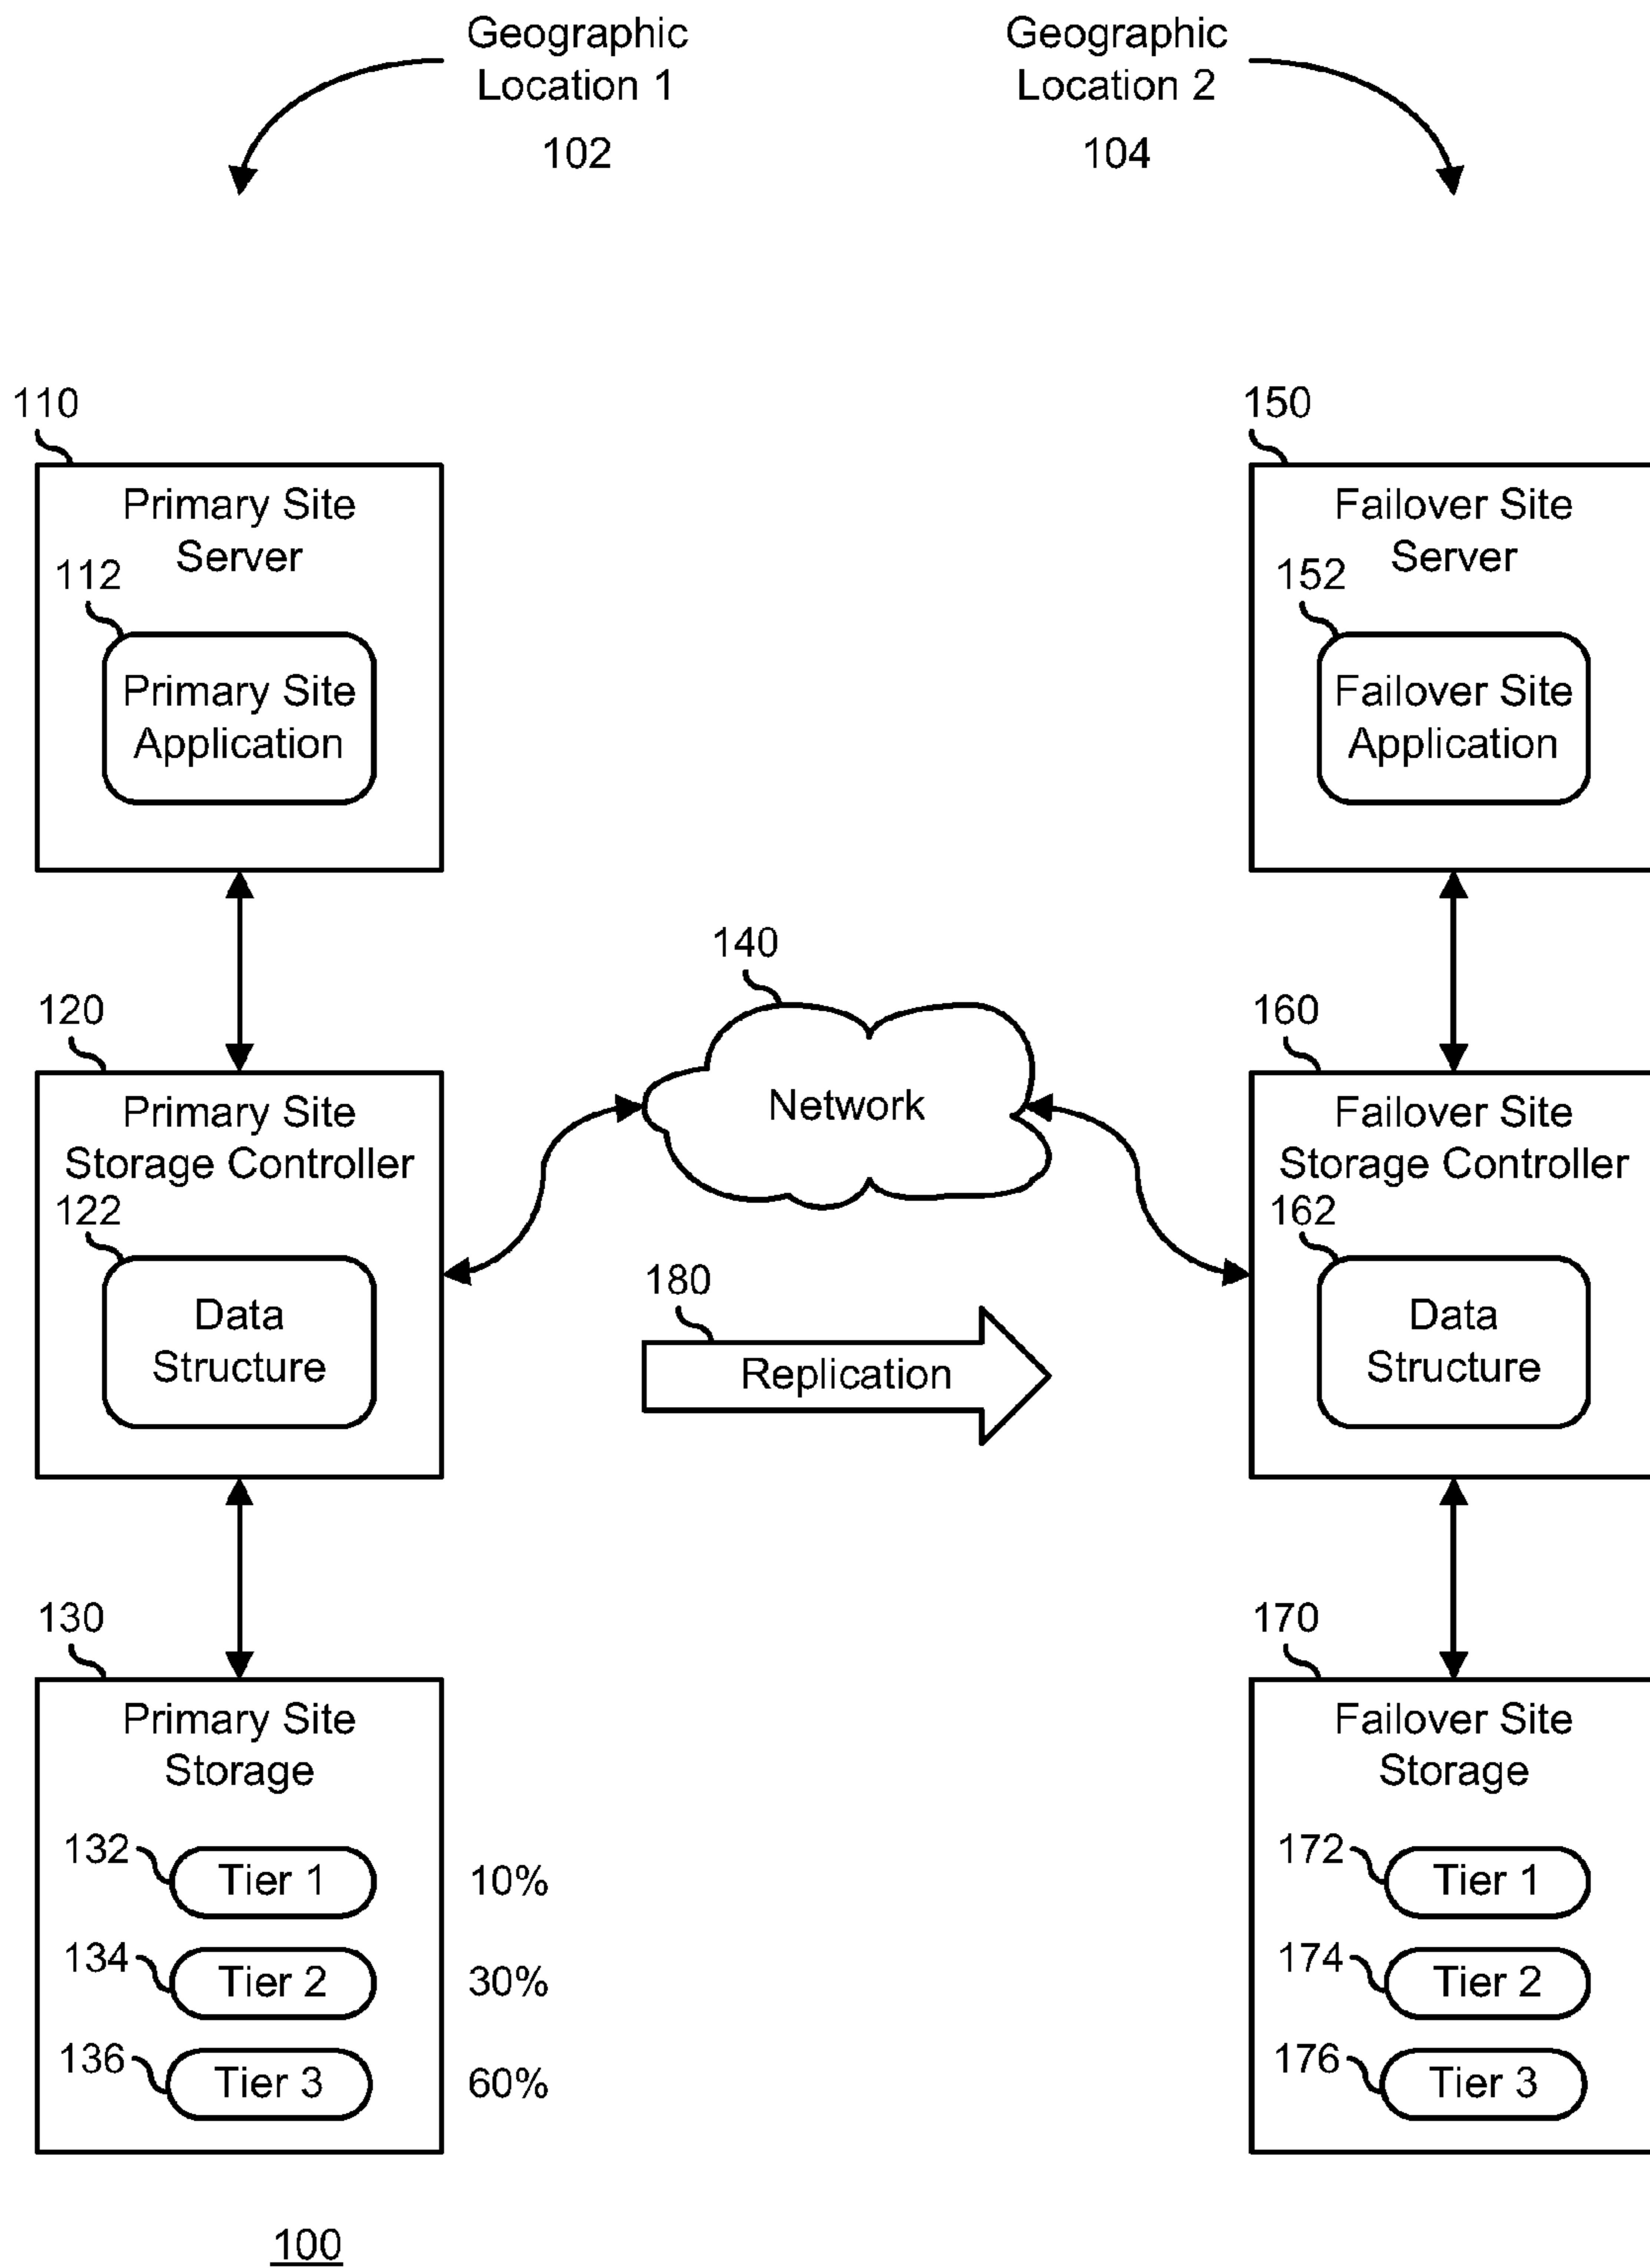 Geographic
Location 1
102
Geographic
Location 2
104
110
Primary Site
Server
112
Primary Site
Application
150
Failover Site
Server
152
Failover Site
Application
140
Network
120
Primary Site
Storage Controller
122
Data
Structure
180
Replication
160
Failover Site
Storage Controller
162
Data
Structure
130
Primary Site
Storage
132
Tier 1
10%
134
Tier 2
30%
136
Tier 3
60%
170
Failover Site
Storage
172
Tier 1
174
Tier 2
176
Tier 3
100